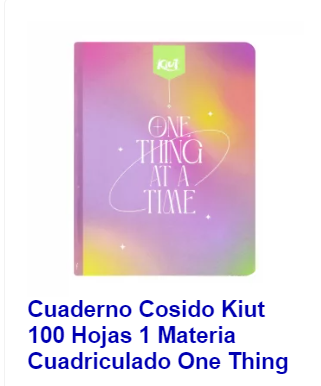 Kiut
ONE
THING
AT A
TIME
Cuaderno Cosido Kiut
100 Hojas 1 Materia
Cuadriculado One Thing